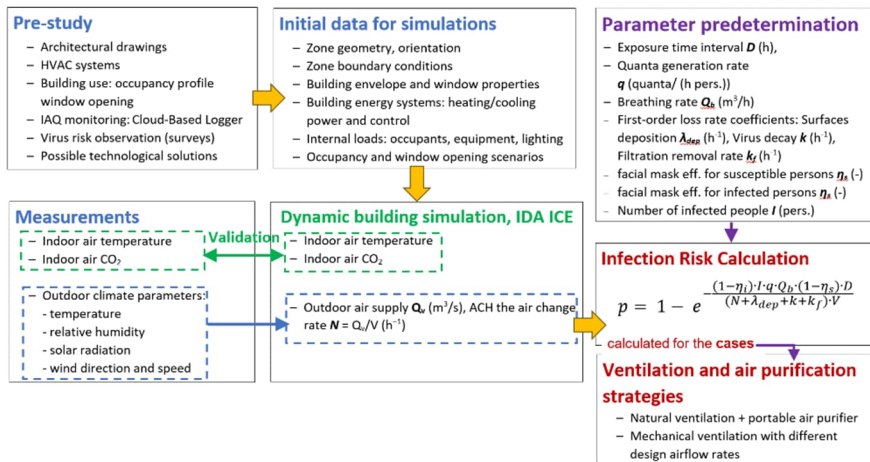 Pre-study
– Architectural drawings
– HVAC systems
– Building use: occupancy profile
window opening
– IAQ monitoring: Cloud-Based Logger
– Virus risk observation (surveys)
– Possible technological solutions
Initial data for simulations
– Zone geometry, orientation
– Zone boundary conditions
– Building envelope and window properties
– Building energy systems: heating/cooling
power and control
– Internal loads: occupants, equipment, lighting
– Occupancy and window opening scenarios
Parameter predetermination
– Exposure time interval D (h),
– Quanta generation rate
q (quanta/ (h pers.))
– Breathing rate Q_b (m³/h)
– First-order loss rate coefficients: Surfaces
deposition λ_dep (h⁻¹), Virus decay k (h⁻¹),
Filtration removal rate k_f (h⁻¹)
– facial mask eff. for susceptible persons η_s (-)
– facial mask eff. for infected persons η_s (-)
– Number of infected people I (pers.)
Measurements
– Indoor air temperature
– Indoor air CO₂
– Outdoor climate parameters:
- temperature
- relative humidity
- solar radiation
- wind direction and speed
Validation
Dynamic building simulation, IDA ICE
– Indoor air temperature
– Indoor air CO₂
– Outdoor air supply Q_v (m³/s), ACH the air change
rate N = Q_v/V (h⁻¹)
Infection Risk Calculation
p = 1 − e^(−((1−η_i)·I·q·Q_b·(1−η_s)·D)/((N+λ_dep+k+k_f)·V))
calculated for the cases
Ventilation and air purification
strategies
– Natural ventilation + portable air purifier
– Mechanical ventilation with different
design airflow rates